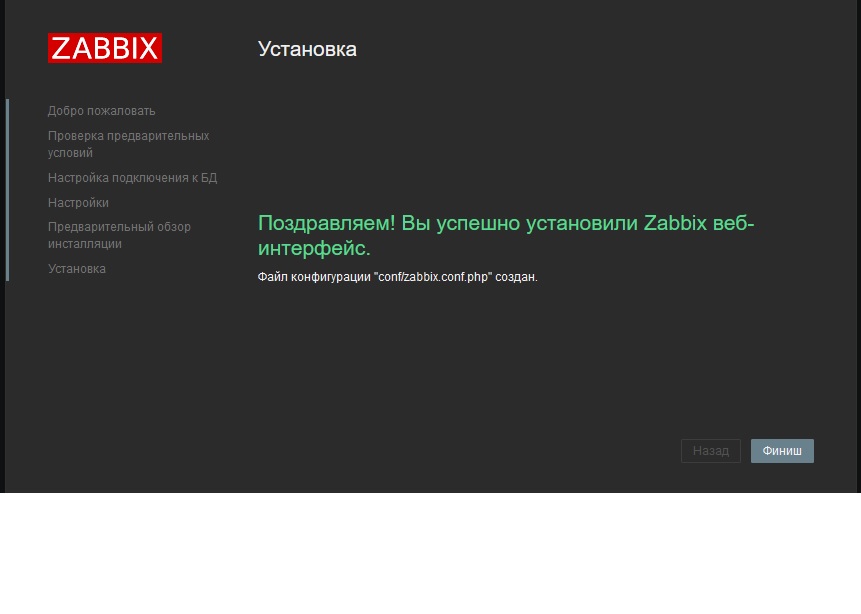 ZABBIX
Установка
Добро пожаловать
Проверка предварительных
условий
Настройка подключения к БД
Настройки
Предварительный обзор
инсталляции
Установка
Поздравляем! Вы успешно установили Zabbix веб-
интерфейс.
Файл конфигурации "conf/zabbix.conf.php" создан.
Назад
Финиш